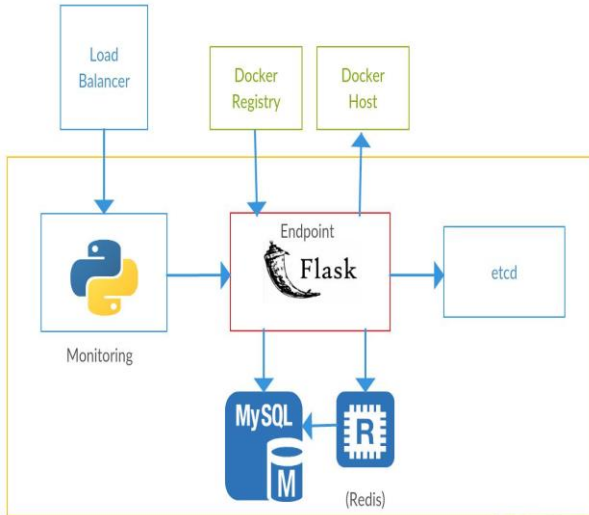 Load
Balancer
Docker
Registry
Docker
Host
Endpoint
Flask
etcd
Monitoring
MySQL
M
R
(Redis)